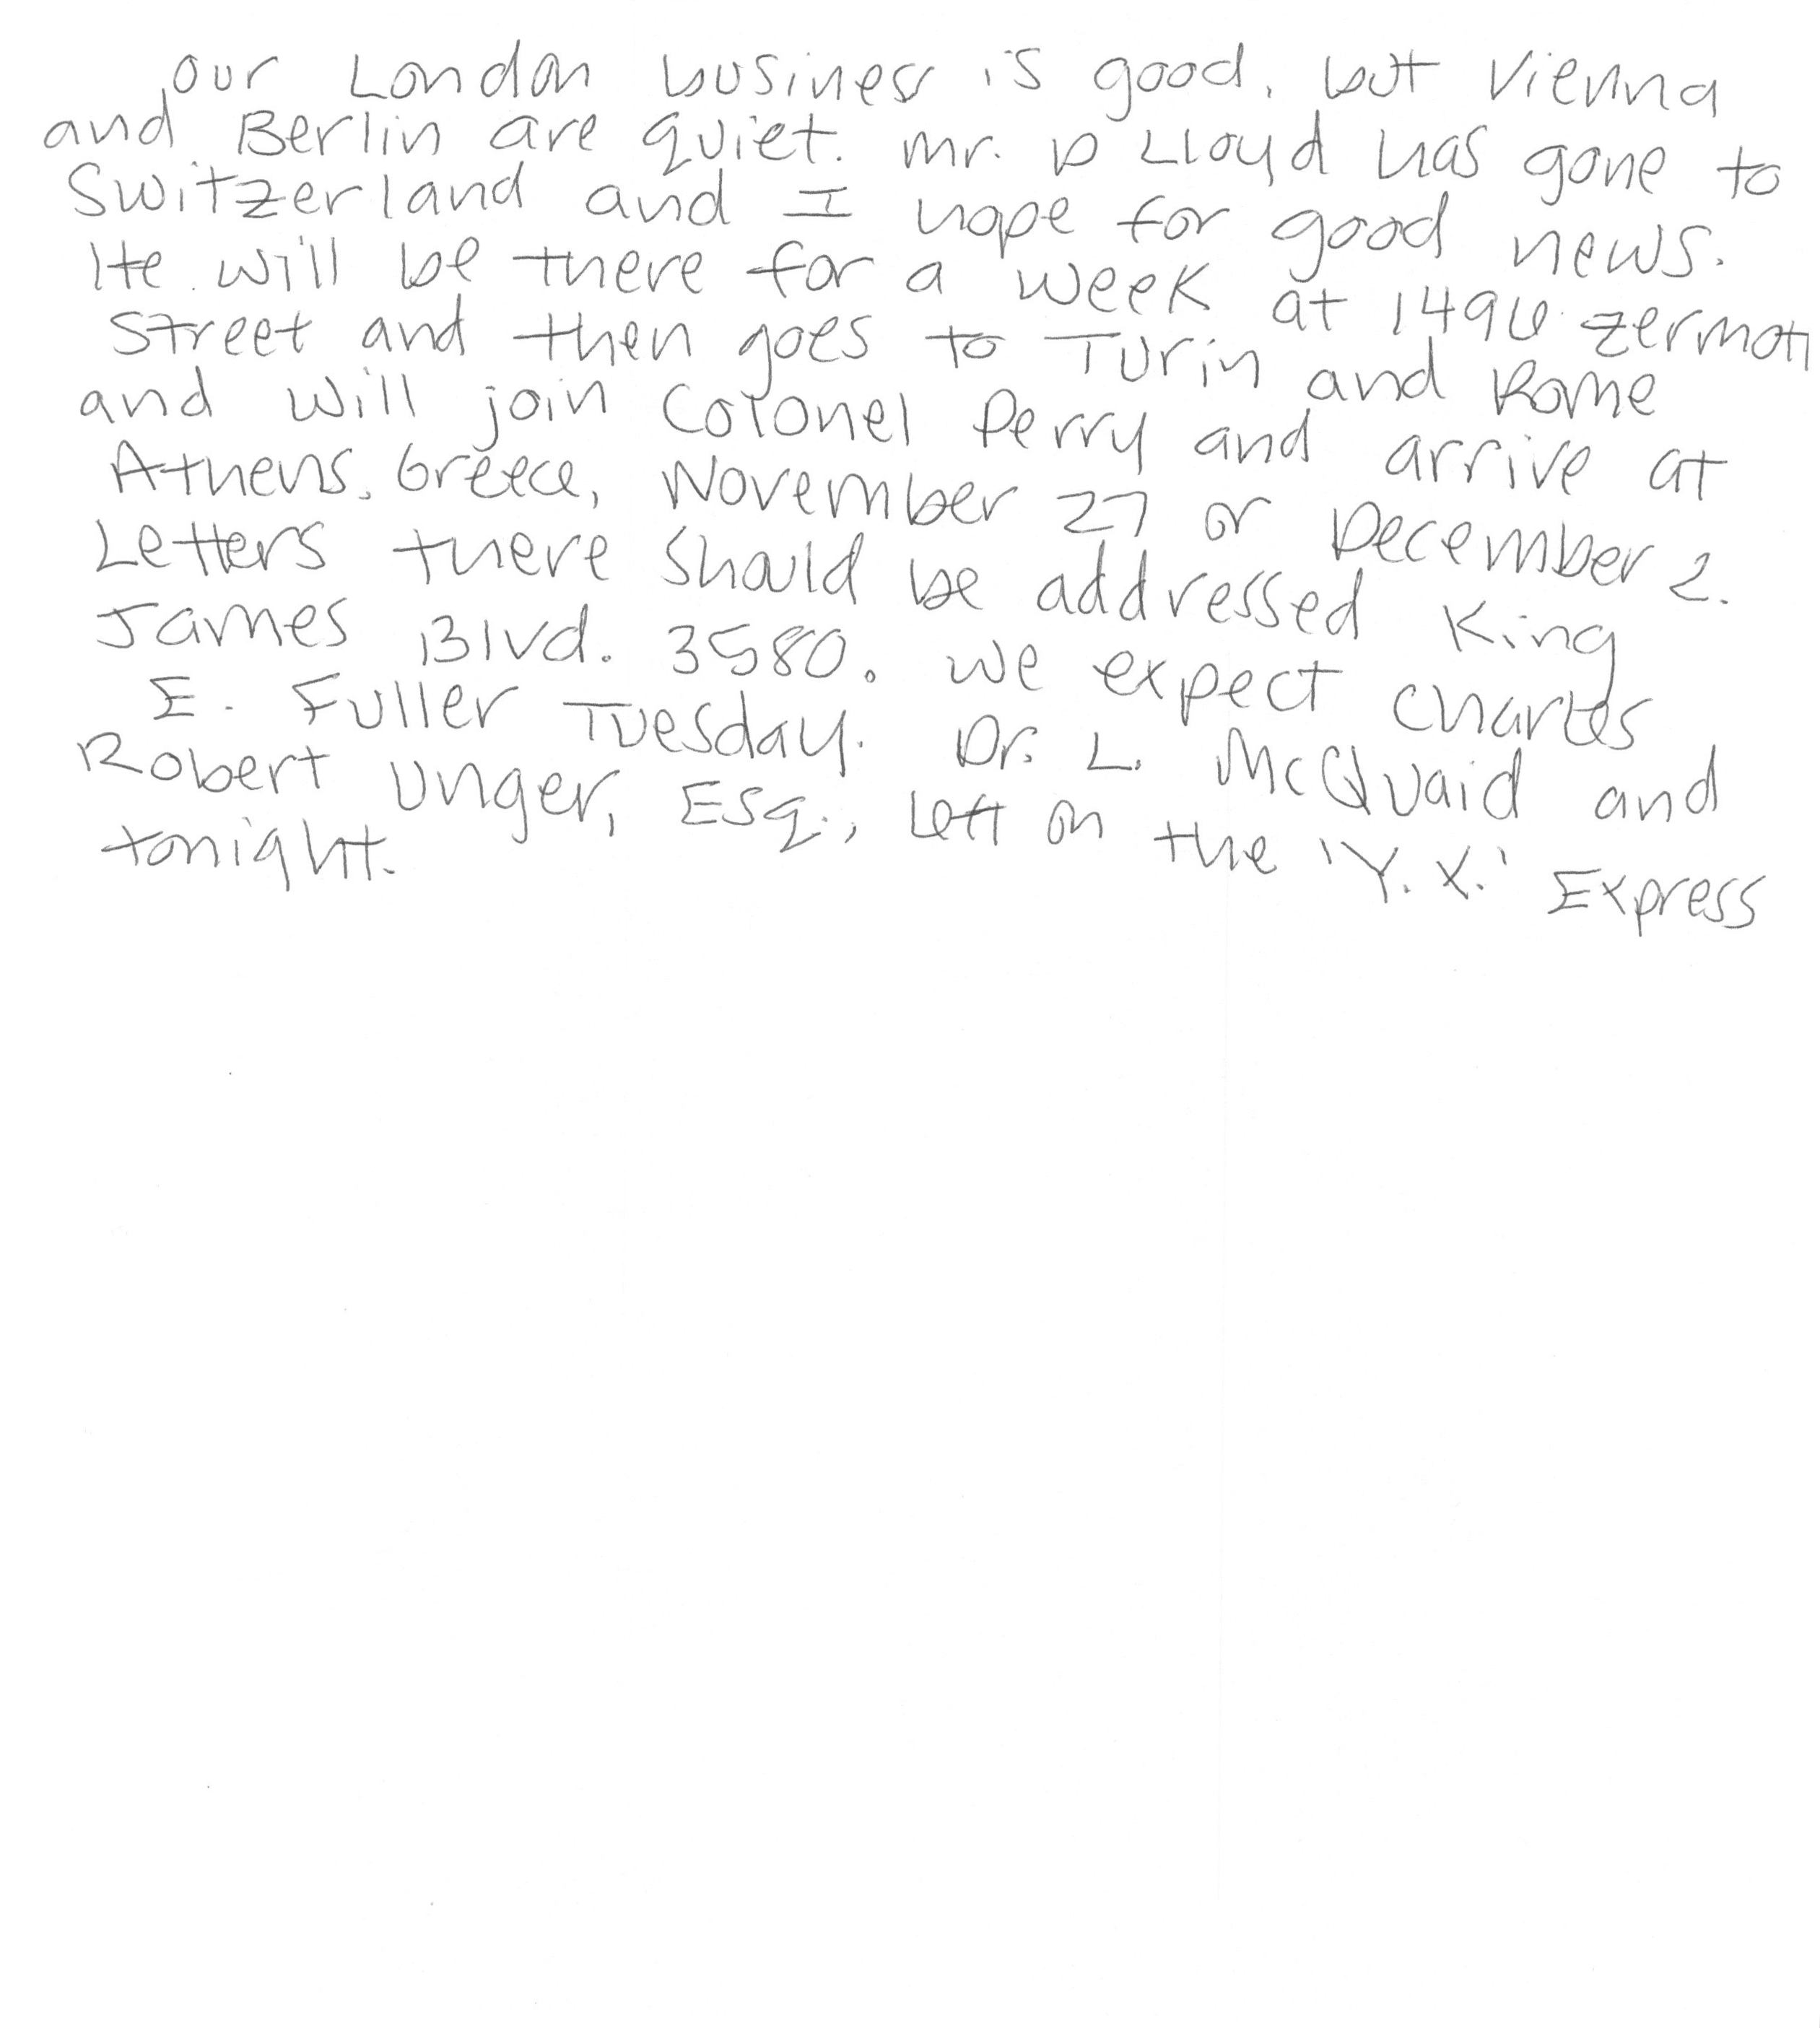 our London business is good, but Vienna
and Berlin are quiet. Mr. D Lloyd has gone to
Switzerland and I hope for good news.
He will be there for a week at 1496 Zermott
Street and then goes to Turin and Rome
and will join Colonel Perry and arrive at
Athens, Greece, November 27 or December 2.
Letters there should be addressed King
James Blvd. 3580. We expect Charles
E. Fuller Tuesday. Dr. L. McQuaid and
Robert Unger, Esq., left on the 'Y. X.' Express
tonight.